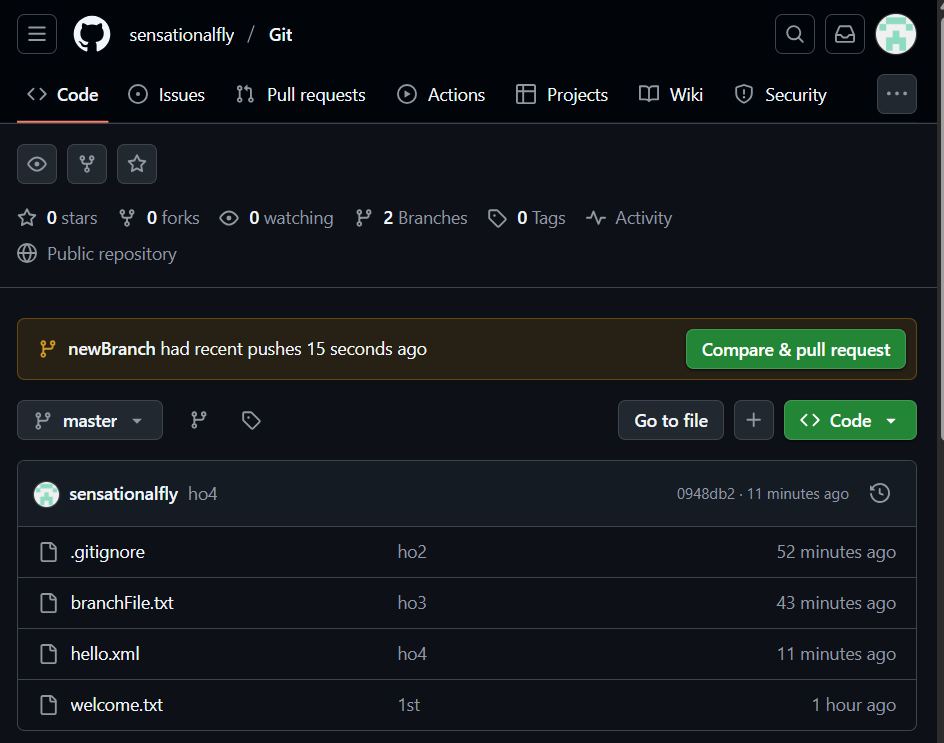 sensationalfly / Git
Code Issues Pull requests Actions Projects Wiki Security
0 stars 0 forks 0 watching 2 Branches 0 Tags Activity
Public repository
newBranch had recent pushes 15 seconds ago Compare & pull request
master Go to file Code
sensationalfly ho4 0948db2 · 11 minutes ago
.gitignore ho2 52 minutes ago
branchFile.txt ho3 43 minutes ago
hello.xml ho4 11 minutes ago
welcome.txt 1st 1 hour ago